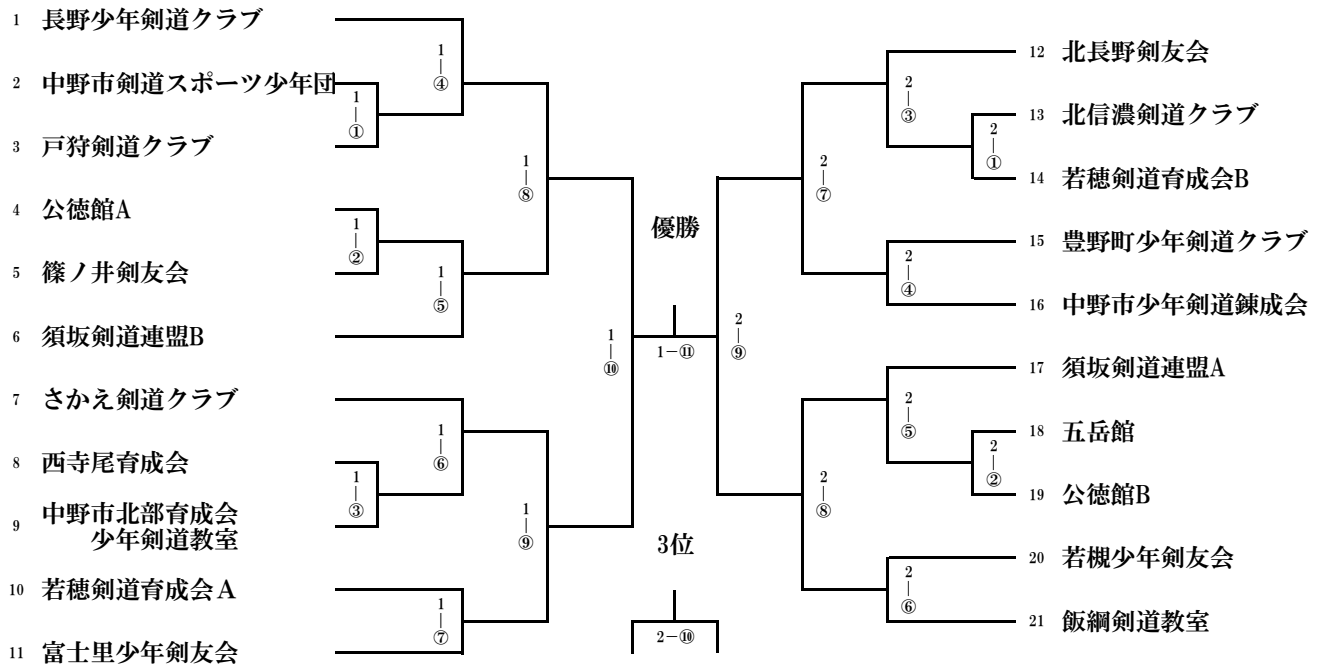 1 長野少年剣道クラブ
2 中野市剣道スポーツ少年団
3 戸狩剣道クラブ
4 公徳館A
5 篠ノ井剣友会
6 須坂剣道連盟B
7 さかえ剣道クラブ
8 西寺尾育成会
9 中野市北部育成会
少年剣道教室
10 若穂剣道育成会A
11 富士里少年剣友会
1-①
1-②
1-③
1-④
1-⑤
1-⑥
1-⑦
1-⑧
1-⑨
1-⑩
優勝
1-⑪
3位
2-⑩
2-⑨
2-⑦
2-⑧
2-③
2-④
2-⑤
2-⑥
2-①
2-②
12 北長野剣友会
13 北信濃剣道クラブ
14 若穂剣道育成会B
15 豊野町少年剣道クラブ
16 中野市少年剣道錬成会
17 須坂剣道連盟A
18 五岳館
19 公徳館B
20 若槻少年剣友会
21 飯綱剣道教室